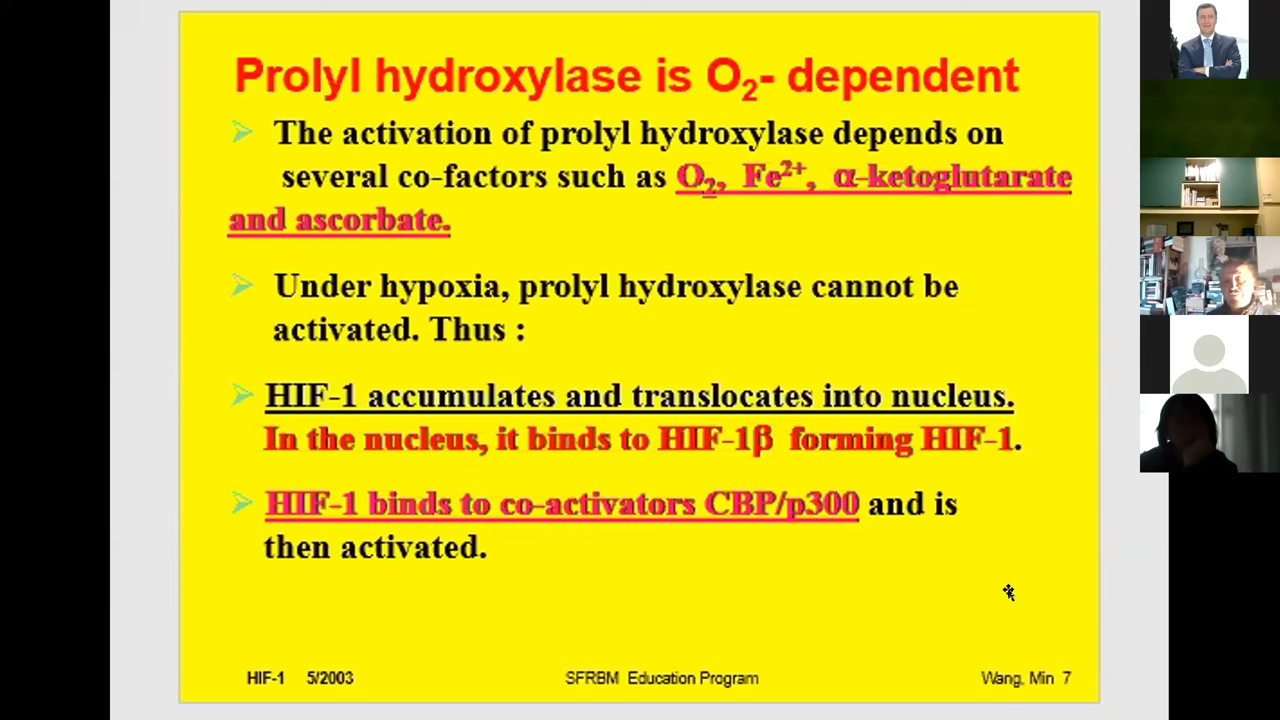 Prolyl hydroxylase is O₂- dependent
➢ The activation of prolyl hydroxylase depends on
several co-factors such as O₂, Fe²⁺, α-ketoglutarate
and ascorbate.
➢ Under hypoxia, prolyl hydroxylase cannot be
activated. Thus :
➢ HIF-1 accumulates and translocates into nucleus.
In the nucleus, it binds to HIF-1β forming HIF-1.
➢ HIF-1 binds to co-activators CBP/p300 and is
then activated.
HIF-1 5/2003 SFRBM Education Program Wang, Min 7